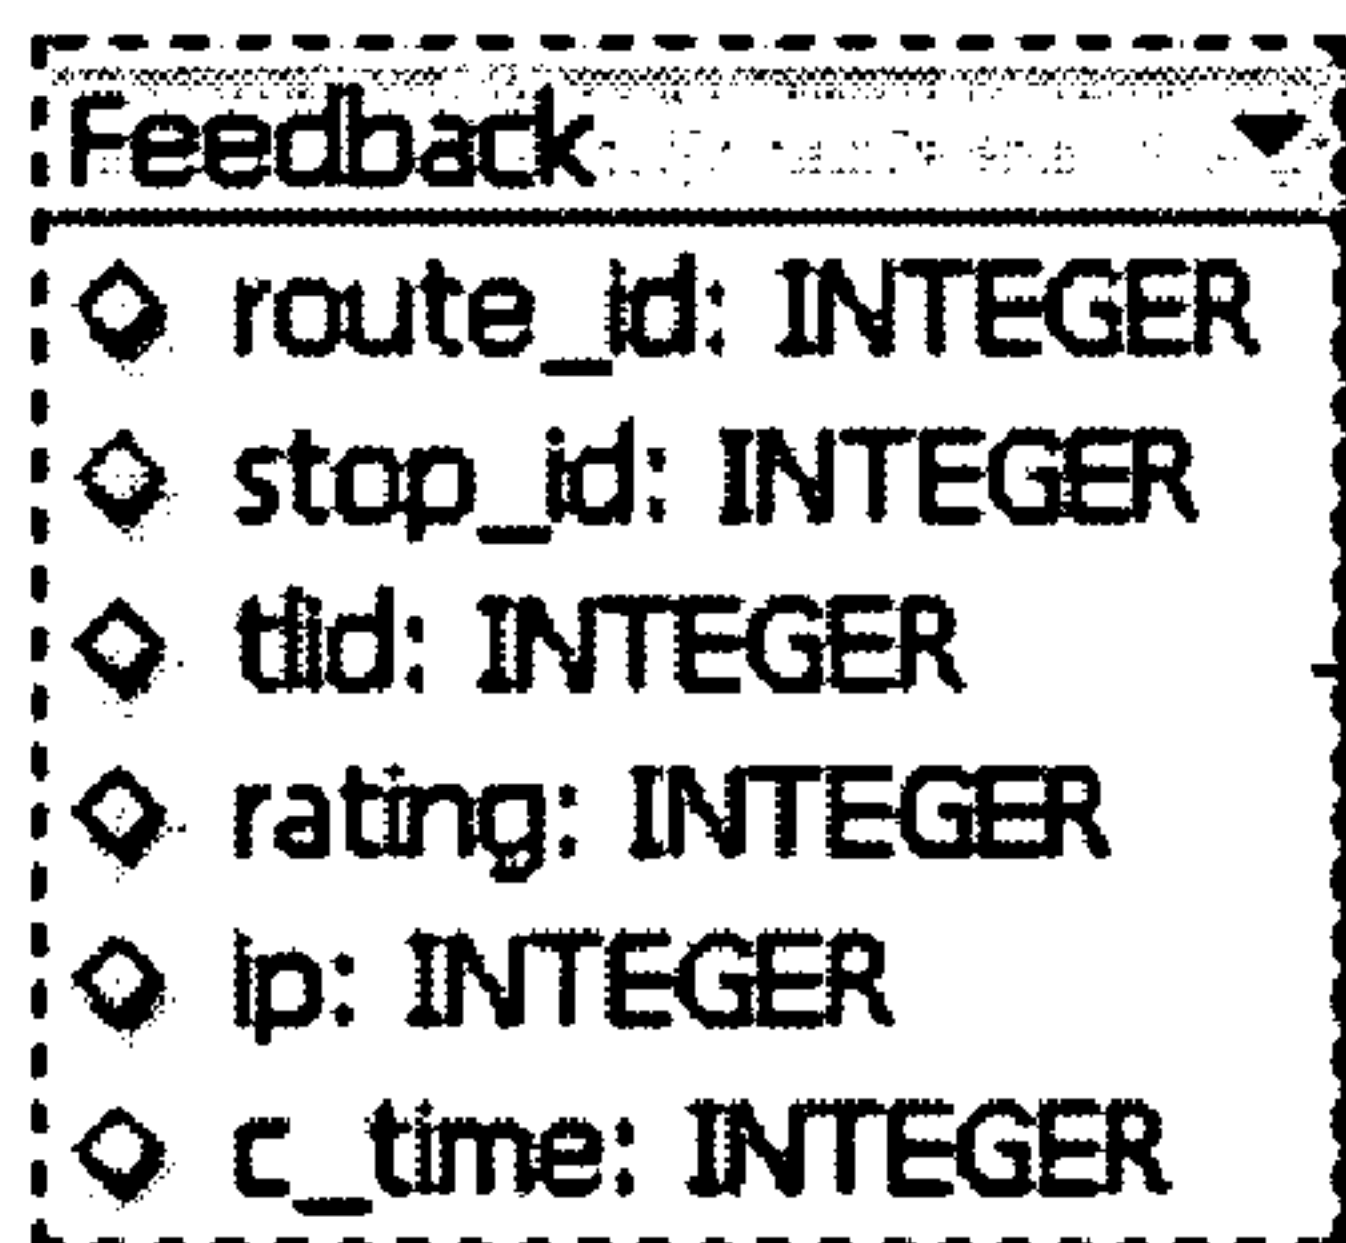 Feedback
route_id: INTEGER
stop_id: INTEGER
tlid: INTEGER
rating: INTEGER
ip: INTEGER
c_time: INTEGER